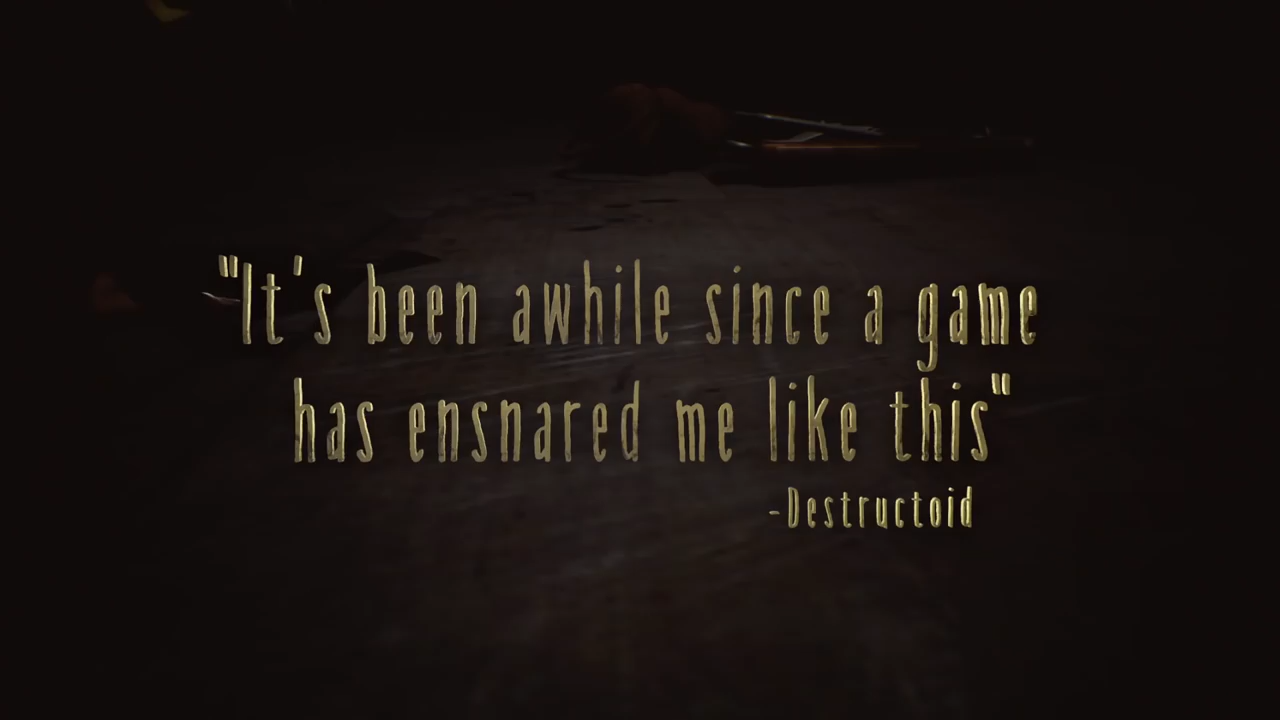 "It's been awhile since a game
has ensnared me like this"
-Destructoid